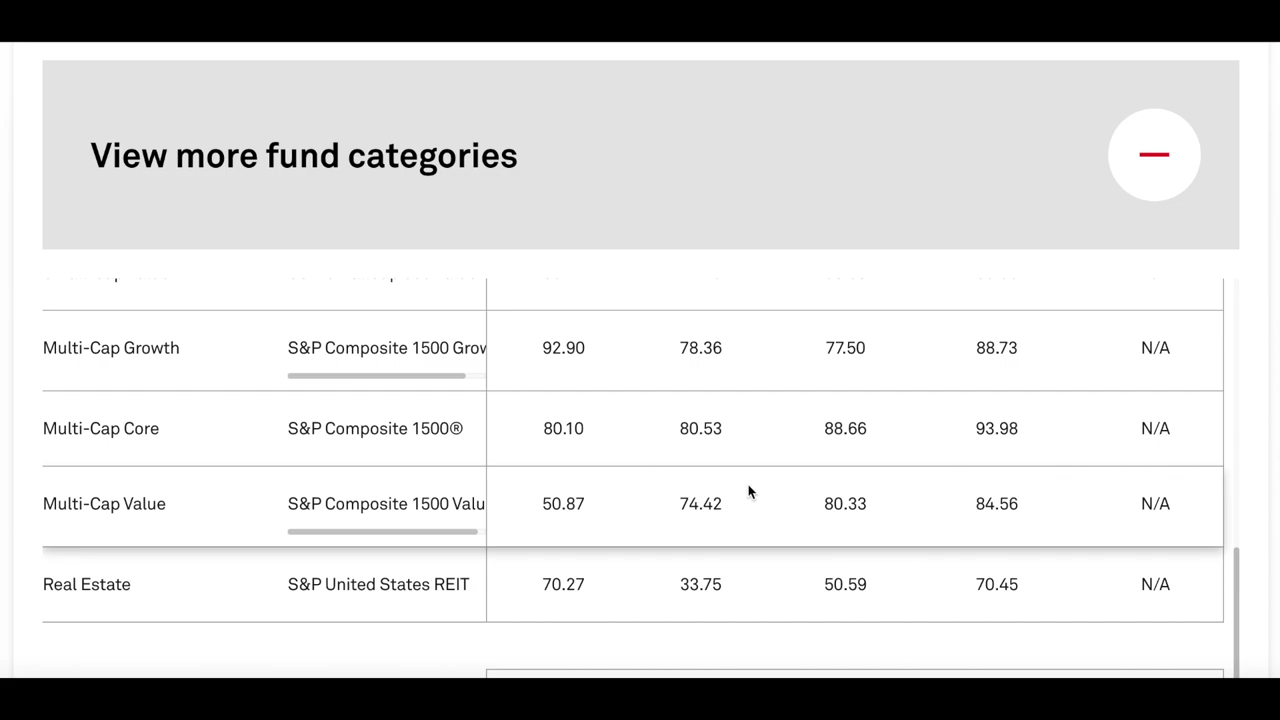 View more fund categories
Multi-Cap Growth S&P Composite 1500 Grow 92.90 78.36 77.50 88.73 N/A
Multi-Cap Core S&P Composite 1500® 80.10 80.53 88.66 93.98 N/A
Multi-Cap Value S&P Composite 1500 Valu 50.87 74.42 80.33 84.56 N/A
Real Estate S&P United States REIT 70.27 33.75 50.59 70.45 N/A